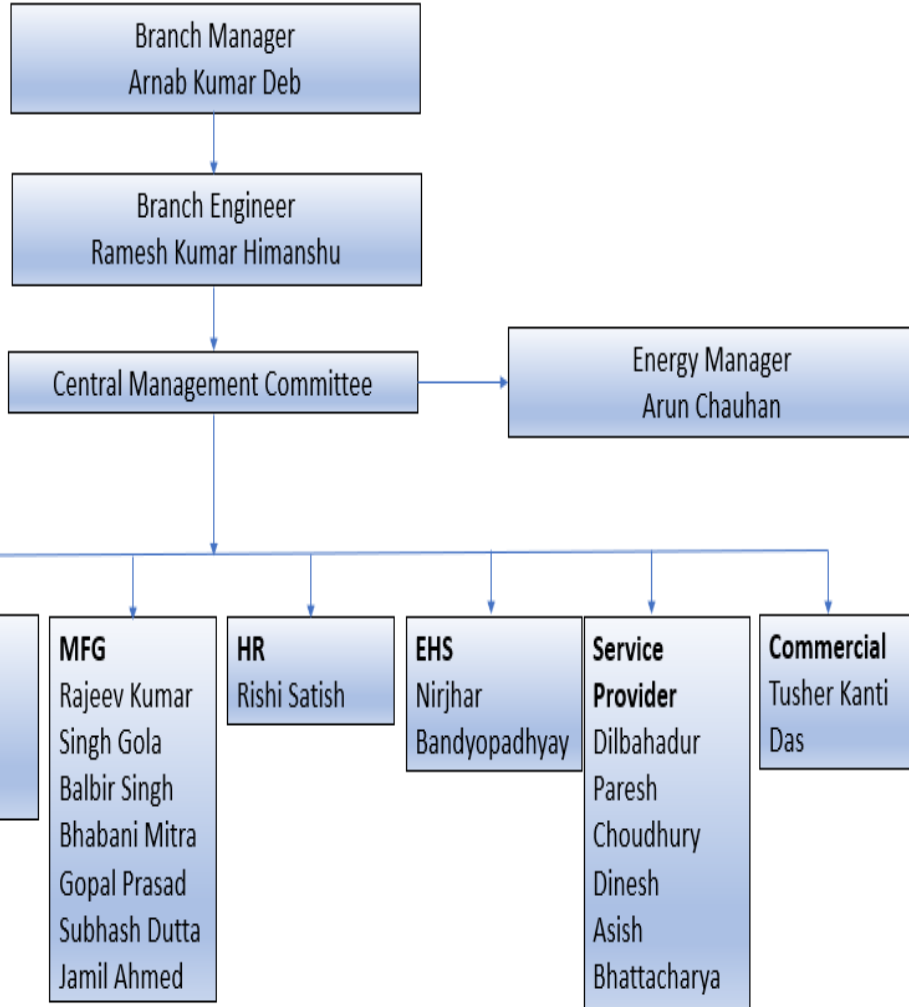 Branch Manager
Arnab Kumar Deb
Branch Engineer
Ramesh Kumar Himanshu
Central Management Committee
Energy Manager
Arun Chauhan
MFG
Rajeev Kumar
Singh Gola
Balbir Singh
Bhabani Mitra
Gopal Prasad
Subhash Dutta
Jamil Ahmed
HR
Rishi Satish
EHS
Nirjhar
Bandyopadhyay
Service
Provider
Dilbahadur
Paresh
Choudhury
Dinesh
Asish
Bhattacharya
Commercial
Tusher Kanti
Das